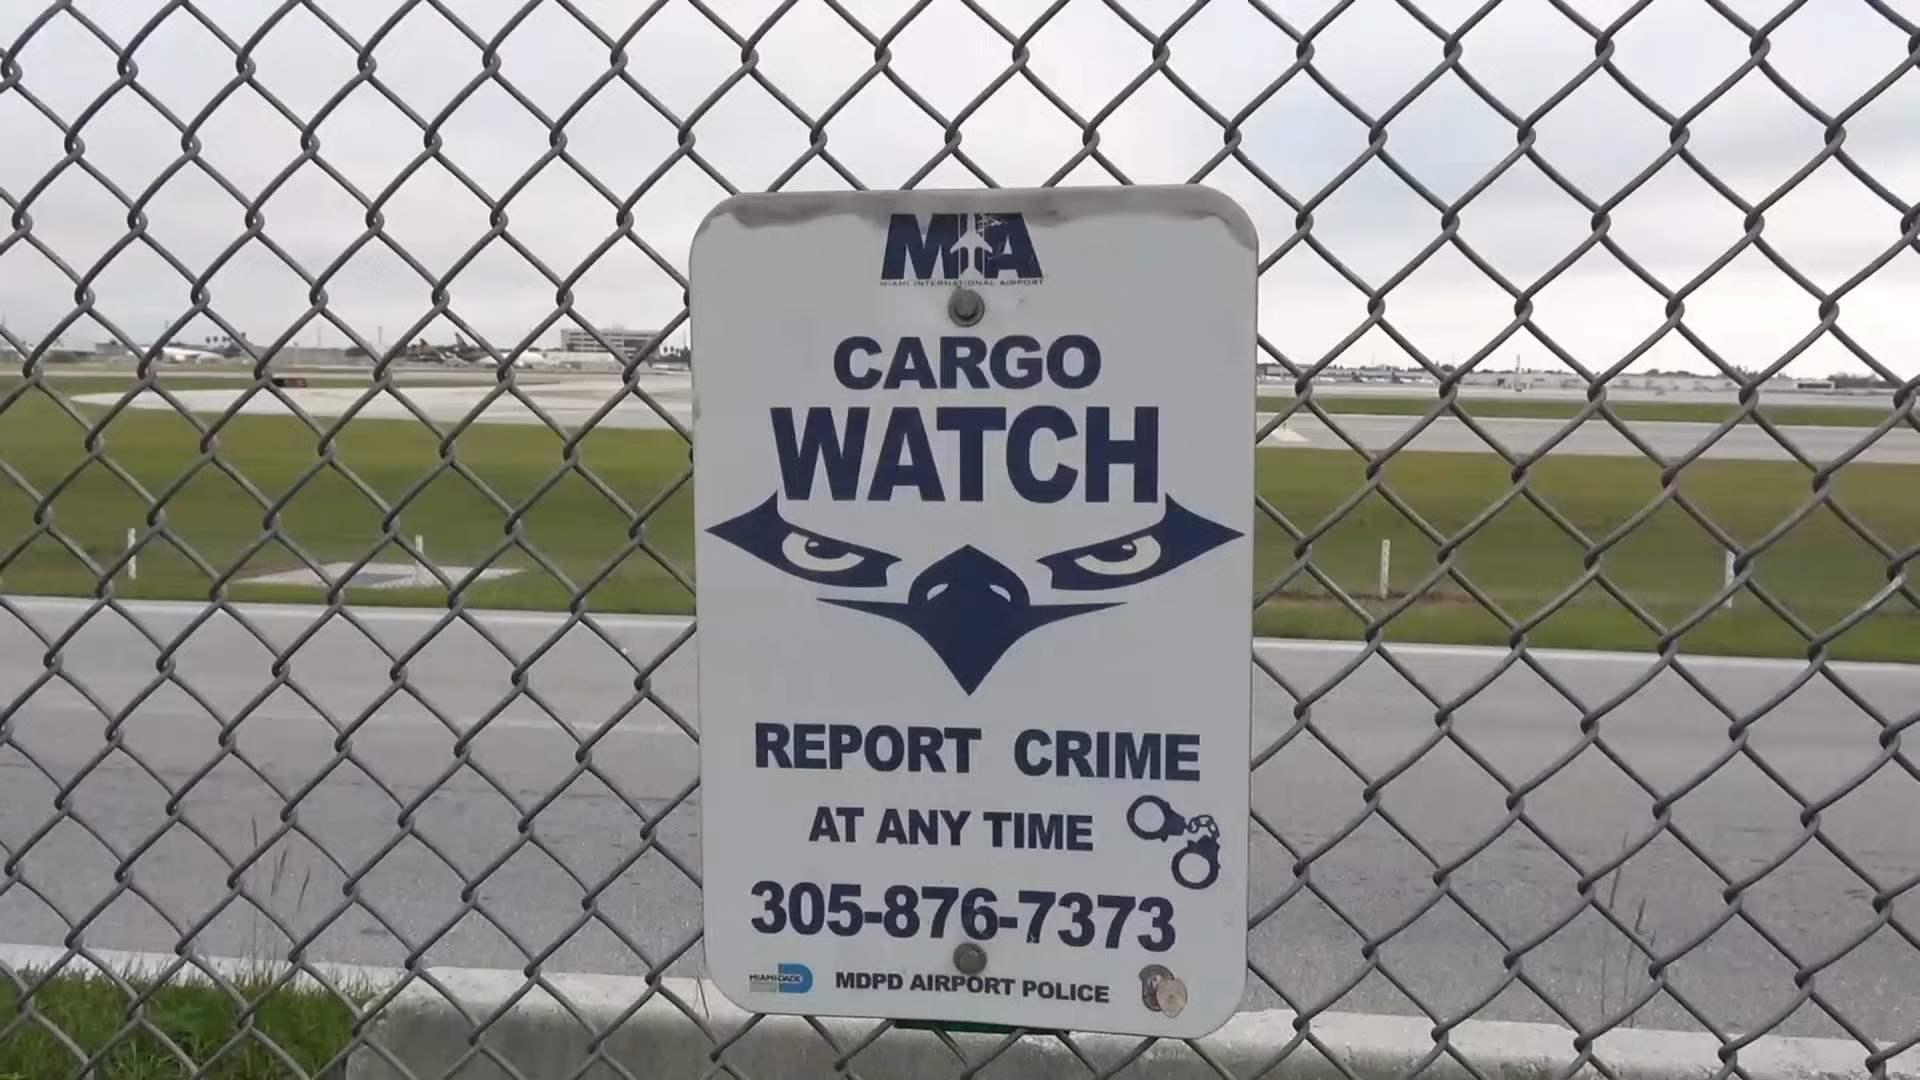 MIA
MIAMI INTERNATIONAL AIRPORT
CARGO
WATCH
REPORT CRIME
AT ANY TIME
305-876-7373
MIAMI-DADE
MDPD AIRPORT POLICE